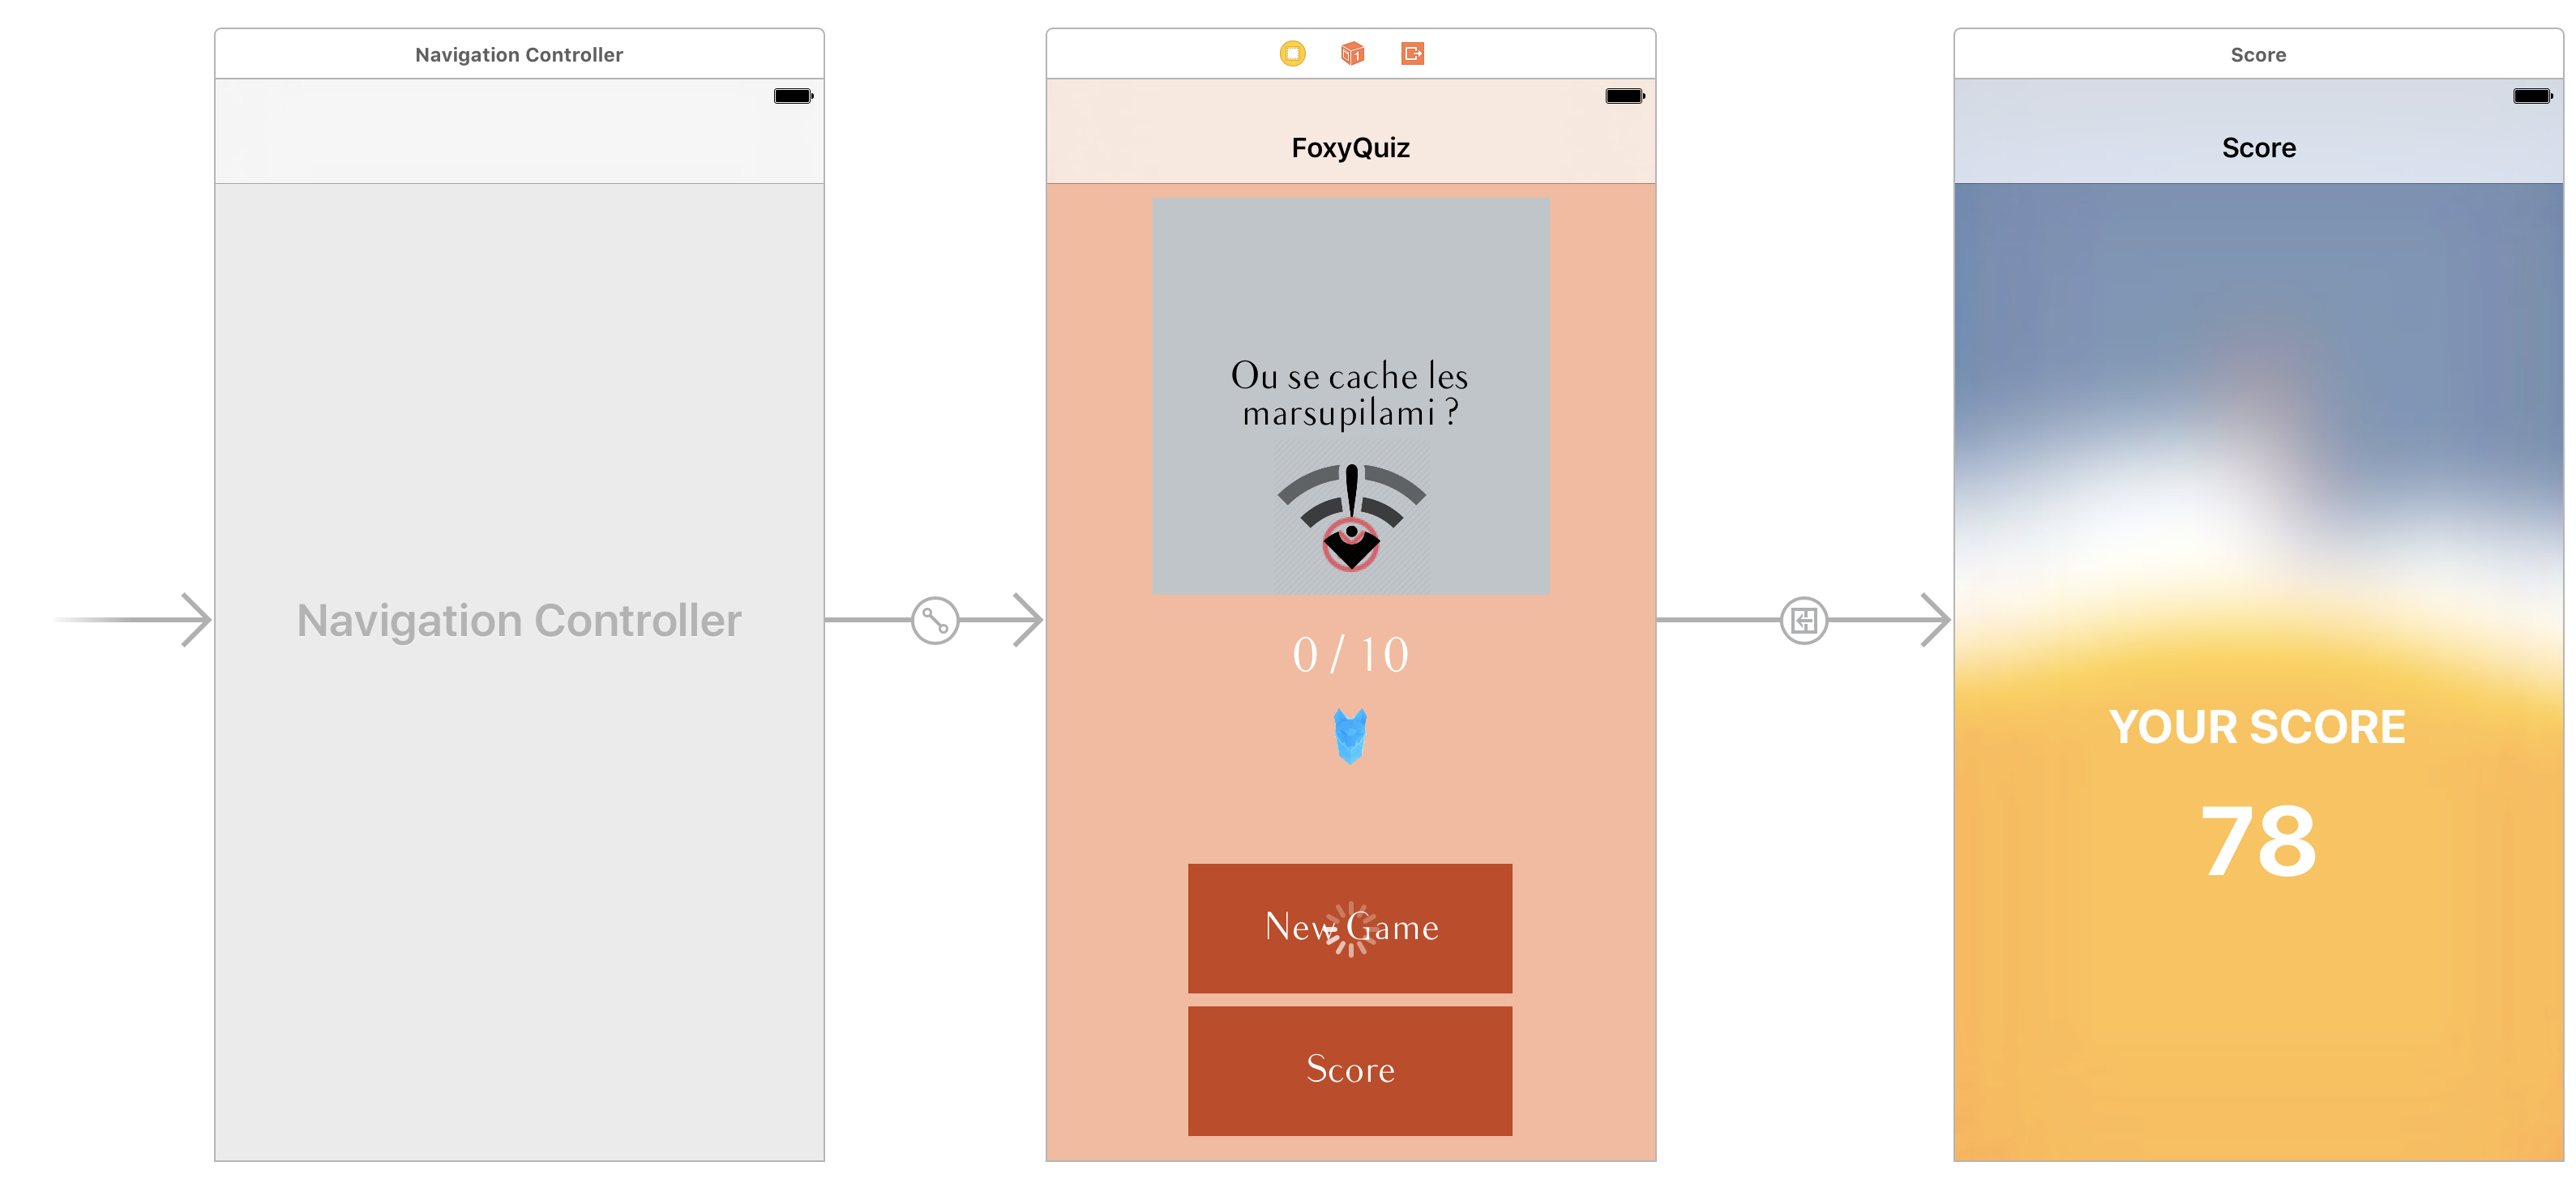 Navigation Controller
Navigation Controller
FoxyQuiz
Ou se cache les
marsupilami ?
0 / 10
New Game
Score
Score
Score
YOUR SCORE
78